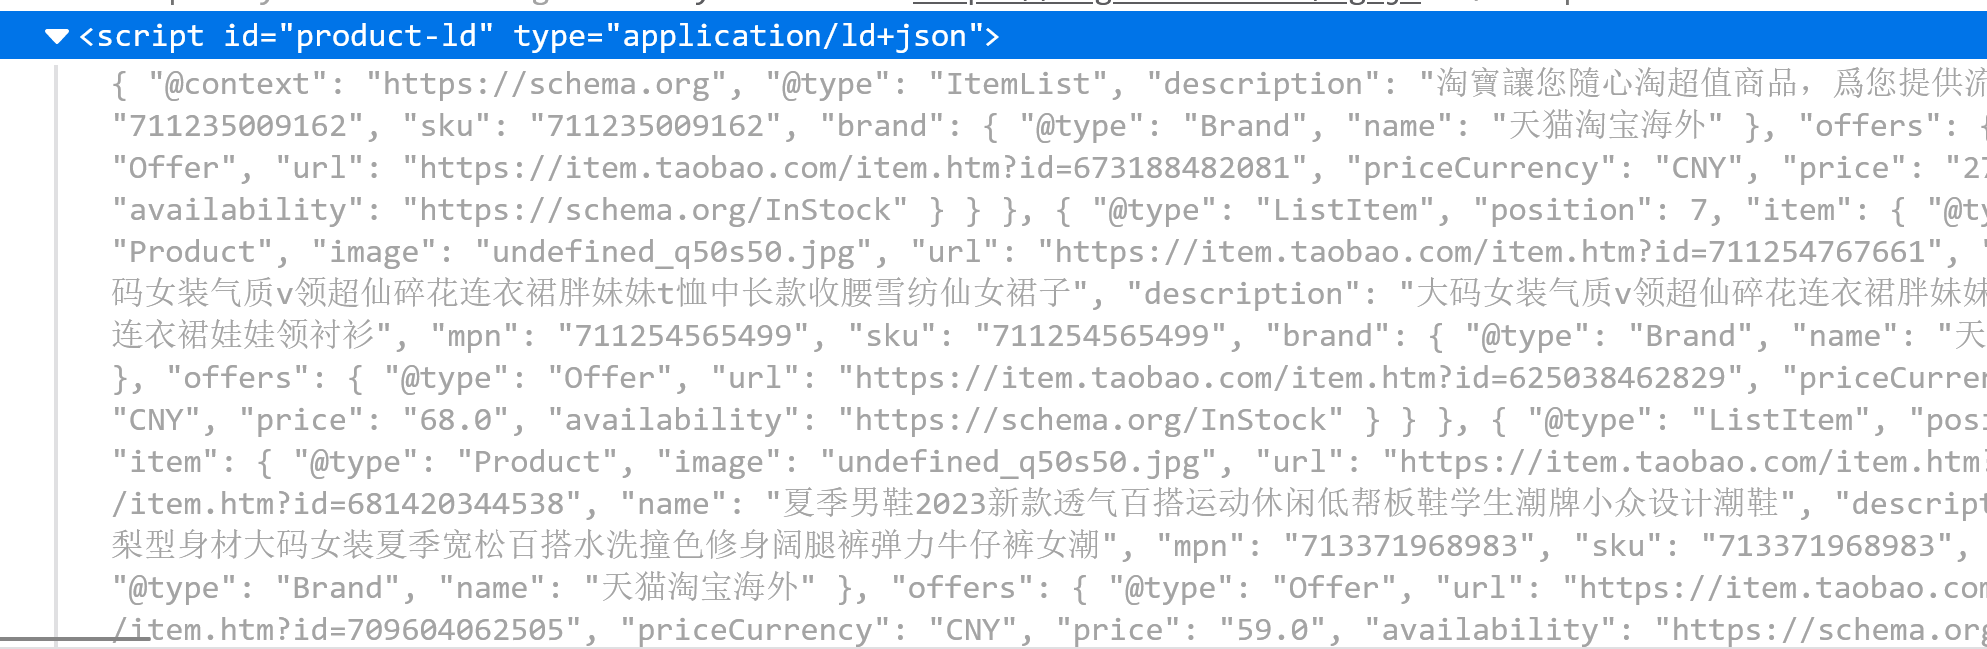 <script id="product-ld" type="application/ld+json">
{ "@context": "https://schema.org", "@type": "ItemList", "description": "淘寶讓您隨心淘超值商品，爲您提供流
"711235009162", "sku": "711235009162", "brand": { "@type": "Brand", "name": "天猫淘宝海外" }, "offers": {
"Offer", "url": "https://item.taobao.com/item.htm?id=673188482081", "priceCurrency": "CNY", "price": "27
"availability": "https://schema.org/InStock" } } }, { "@type": "ListItem", "position": 7, "item": { "@ty
"Product", "image": "undefined_q50s50.jpg", "url": "https://item.taobao.com/item.htm?id=711254767661", "
码女装气质v领超仙碎花连衣裙胖妹妹t恤中长款收腰雪纺仙女裙子", "description": "大码女装气质v领超仙碎花连衣裙胖妹妹
连衣裙娃娃领衬衫", "mpn": "711254565499", "sku": "711254565499", "brand": { "@type": "Brand", "name": "天
}, "offers": { "@type": "Offer", "url": "https://item.taobao.com/item.htm?id=625038462829", "priceCurren
"CNY", "price": "68.0", "availability": "https://schema.org/InStock" } } }, { "@type": "ListItem", "posi
"item": { "@type": "Product", "image": "undefined_q50s50.jpg", "url": "https://item.taobao.com/item.htm?
/item.htm?id=681420344538", "name": "夏季男鞋2023新款透气百搭运动休闲低帮板鞋学生潮牌小众设计潮鞋", "descript
梨型身材大码女装夏季宽松百搭水洗撞色修身阔腿裤弹力牛仔裤女潮", "mpn": "713371968983", "sku": "713371968983",
"@type": "Brand", "name": "天猫淘宝海外" }, "offers": { "@type": "Offer", "url": "https://item.taobao.com
/item.htm?id=709604062505", "priceCurrency": "CNY", "price": "59.0", "availability": "https://schema.org